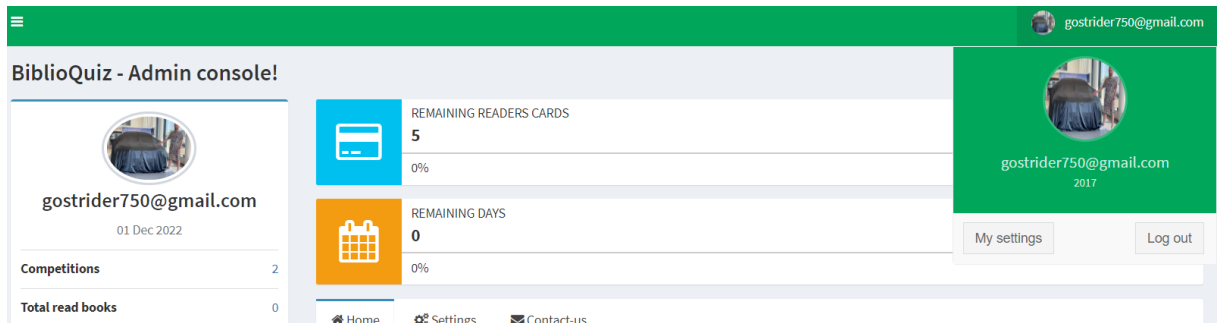 gostrider750@gmail.com
BiblioQuiz - Admin console!
gostrider750@gmail.com
01 Dec 2022
Competitions 2
Total read books 0
REMAINING READERS CARDS
5
0%
REMAINING DAYS
0
0%
Home Settings Contact-us
gostrider750@gmail.com
2017
My settings Log out